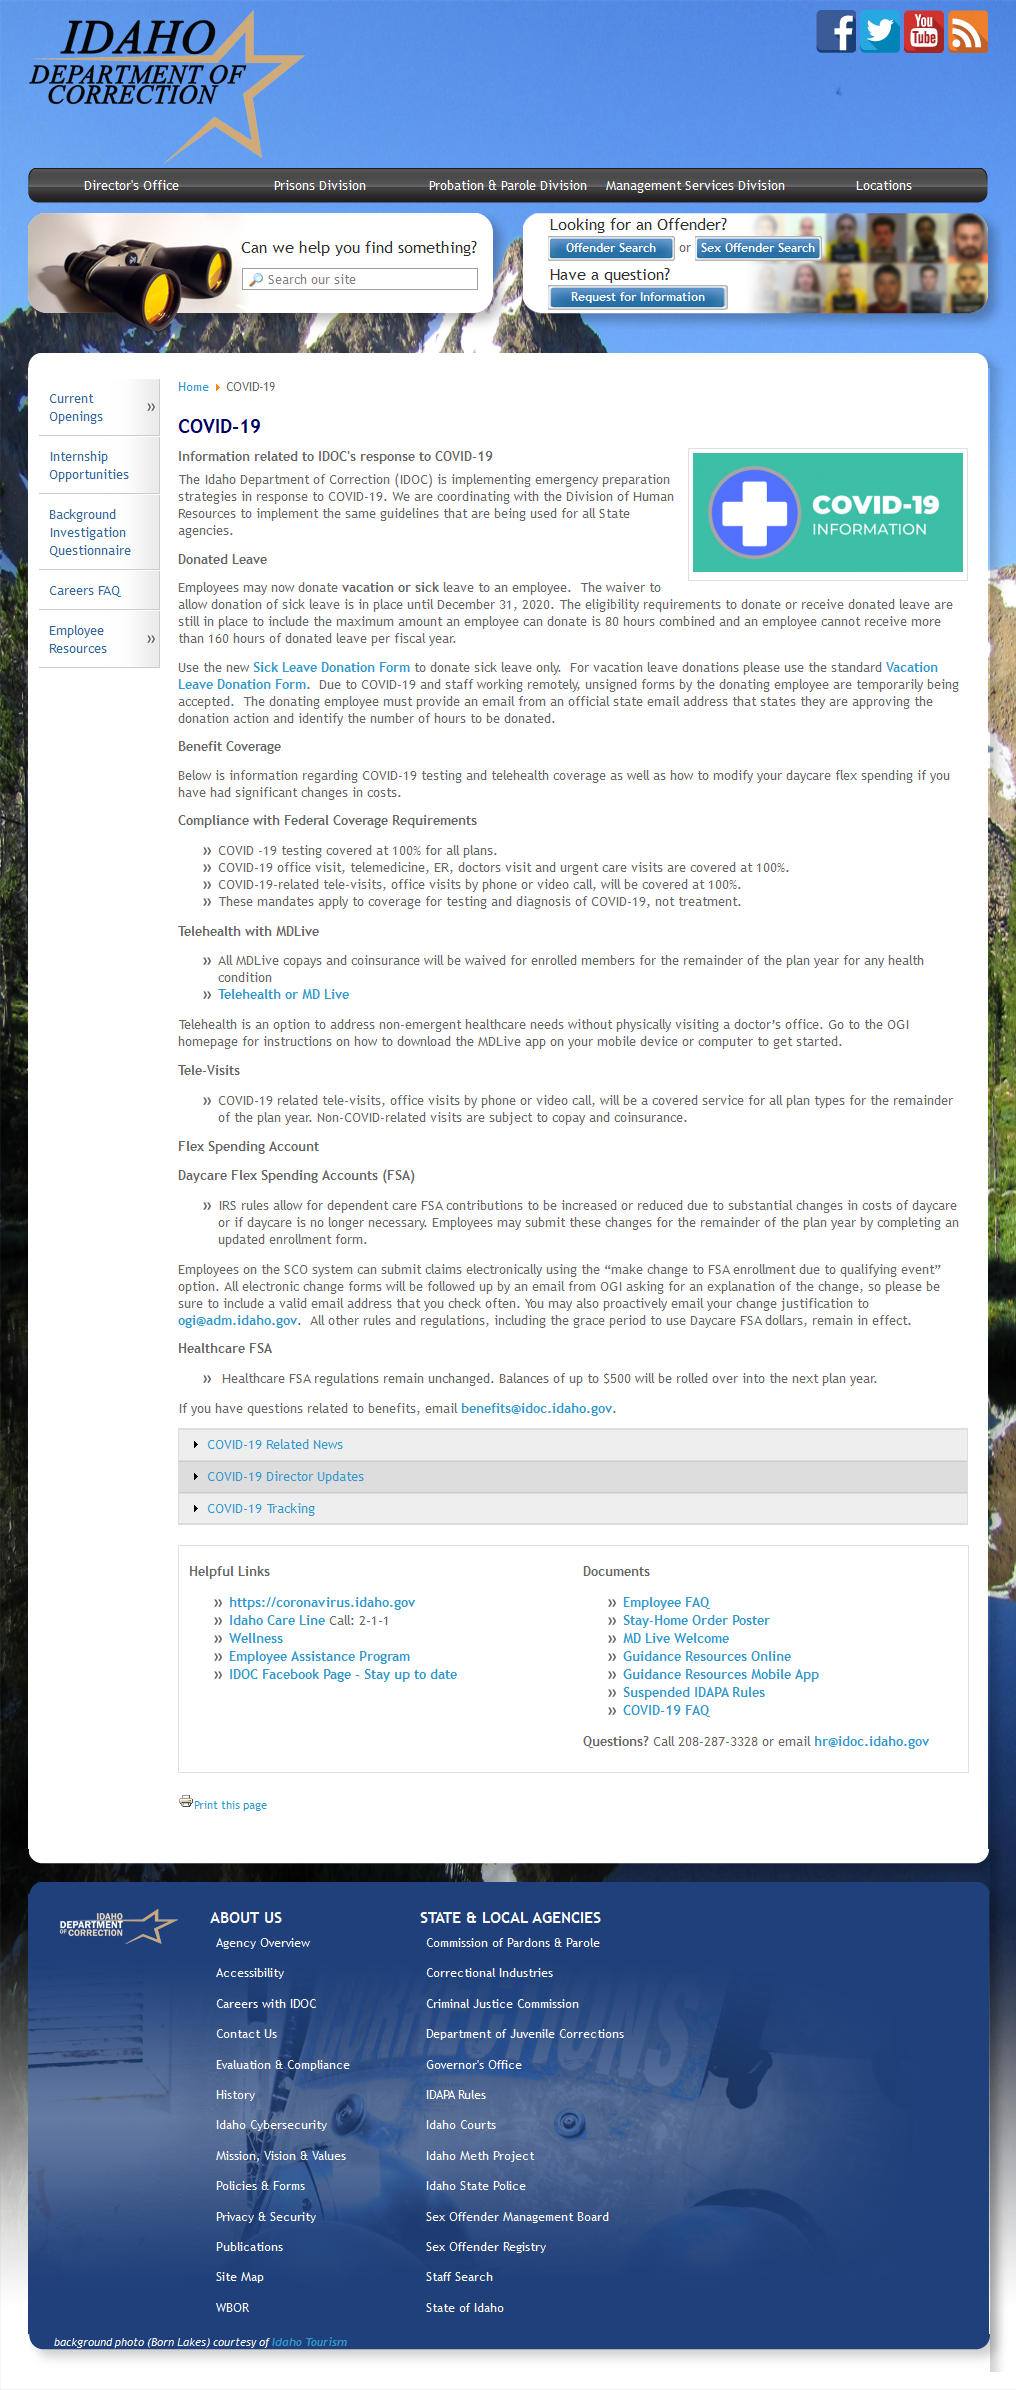 IDAHO
DEPARTMENT OF
CORRECTION
You
Tube
Director's Office Prisons Division Probation & Parole Division Management Services Division Locations
Can we help you find something?
Search our site
Looking for an Offender?
Offender Search or Sex Offender Search
Have a question?
Request for Information
Current
Openings
Internship
Opportunities
Background
Investigation
Questionnaire
Careers FAQ
Employee
Resources
Home COVID-19
COVID-19
Information related to IDOC's response to COVID-19
The Idaho Department of Correction (IDOC) is implementing emergency preparation
strategies in response to COVID-19. We are coordinating with the Division of Human
Resources to implement the same guidelines that are being used for all State
agencies.
COVID-19
INFORMATION
Donated Leave
Employees may now donate vacation or sick leave to an employee. The waiver to
allow donation of sick leave is in place until December 31, 2020. The eligibility requirements to donate or receive donated leave are
still in place to include the maximum amount an employee can donate is 80 hours combined and an employee cannot receive more
than 160 hours of donated leave per fiscal year.
Use the new Sick Leave Donation Form to donate sick leave only. For vacation leave donations please use the standard Vacation
Leave Donation Form. Due to COVID-19 and staff working remotely, unsigned forms by the donating employee are temporarily being
accepted. The donating employee must provide an email from an official state email address that states they are approving the
donation action and identify the number of hours to be donated.
Benefit Coverage
Below is information regarding COVID-19 testing and telehealth coverage as well as how to modify your daycare flex spending if you
have had significant changes in costs.
Compliance with Federal Coverage Requirements
» COVID -19 testing covered at 100% for all plans.
» COVID-19 office visit, telemedicine, ER, doctors visit and urgent care visits are covered at 100%.
» COVID-19-related tele-visits, office visits by phone or video call, will be covered at 100%.
» These mandates apply to coverage for testing and diagnosis of COVID-19, not treatment.
Telehealth with MDLive
» All MDLive copays and coinsurance will be waived for enrolled members for the remainder of the plan year for any health
condition
» Telehealth or MD Live
Telehealth is an option to address non-emergent healthcare needs without physically visiting a doctor’s office. Go to the OGI
homepage for instructions on how to download the MDLive app on your mobile device or computer to get started.
Tele-Visits
» COVID-19 related tele-visits, office visits by phone or video call, will be a covered service for all plan types for the remainder
of the plan year. Non-COVID-related visits are subject to copay and coinsurance.
Flex Spending Account
Daycare Flex Spending Accounts (FSA)
» IRS rules allow for dependent care FSA contributions to be increased or reduced due to substantial changes in costs of daycare
or if daycare is no longer necessary. Employees may submit these changes for the remainder of the plan year by completing an
updated enrollment form.
Employees on the SCO system can submit claims electronically using the “make change to FSA enrollment due to qualifying event”
option. All electronic change forms will be followed up by an email from OGI asking for an explanation of the change, so please be
sure to include a valid email address that you check often. You may also proactively email your change justification to
ogi@adm.idaho.gov. All other rules and regulations, including the grace period to use Daycare FSA dollars, remain in effect.
Healthcare FSA
» Healthcare FSA regulations remain unchanged. Balances of up to $500 will be rolled over into the next plan year.
If you have questions related to benefits, email benefits@idoc.idaho.gov.
COVID-19 Related News
COVID-19 Director Updates
COVID-19 Tracking
Helpful Links
» https://coronavirus.idaho.gov
» Idaho Care Line Call: 2-1-1
» Wellness
» Employee Assistance Program
» IDOC Facebook Page - Stay up to date
Documents
» Employee FAQ
» Stay-Home Order Poster
» MD Live Welcome
» Guidance Resources Online
» Guidance Resources Mobile App
» Suspended IDAPA Rules
» COVID-19 FAQ
Questions? Call 208-287-3328 or email hr@idoc.idaho.gov
Print this page
IDAHO
DEPARTMENT
OF CORRECTION
ABOUT US
Agency Overview
Accessibility
Careers with IDOC
Contact Us
Evaluation & Compliance
History
Idaho Cybersecurity
Mission, Vision & Values
Policies & Forms
Privacy & Security
Publications
Site Map
WBOR
STATE & LOCAL AGENCIES
Commission of Pardons & Parole
Correctional Industries
Criminal Justice Commission
Department of Juvenile Corrections
Governor's Office
IDAPA Rules
Idaho Courts
Idaho Meth Project
Idaho State Police
Sex Offender Management Board
Sex Offender Registry
Staff Search
State of Idaho
background photo (Born Lakes) courtesy of Idaho Tourism